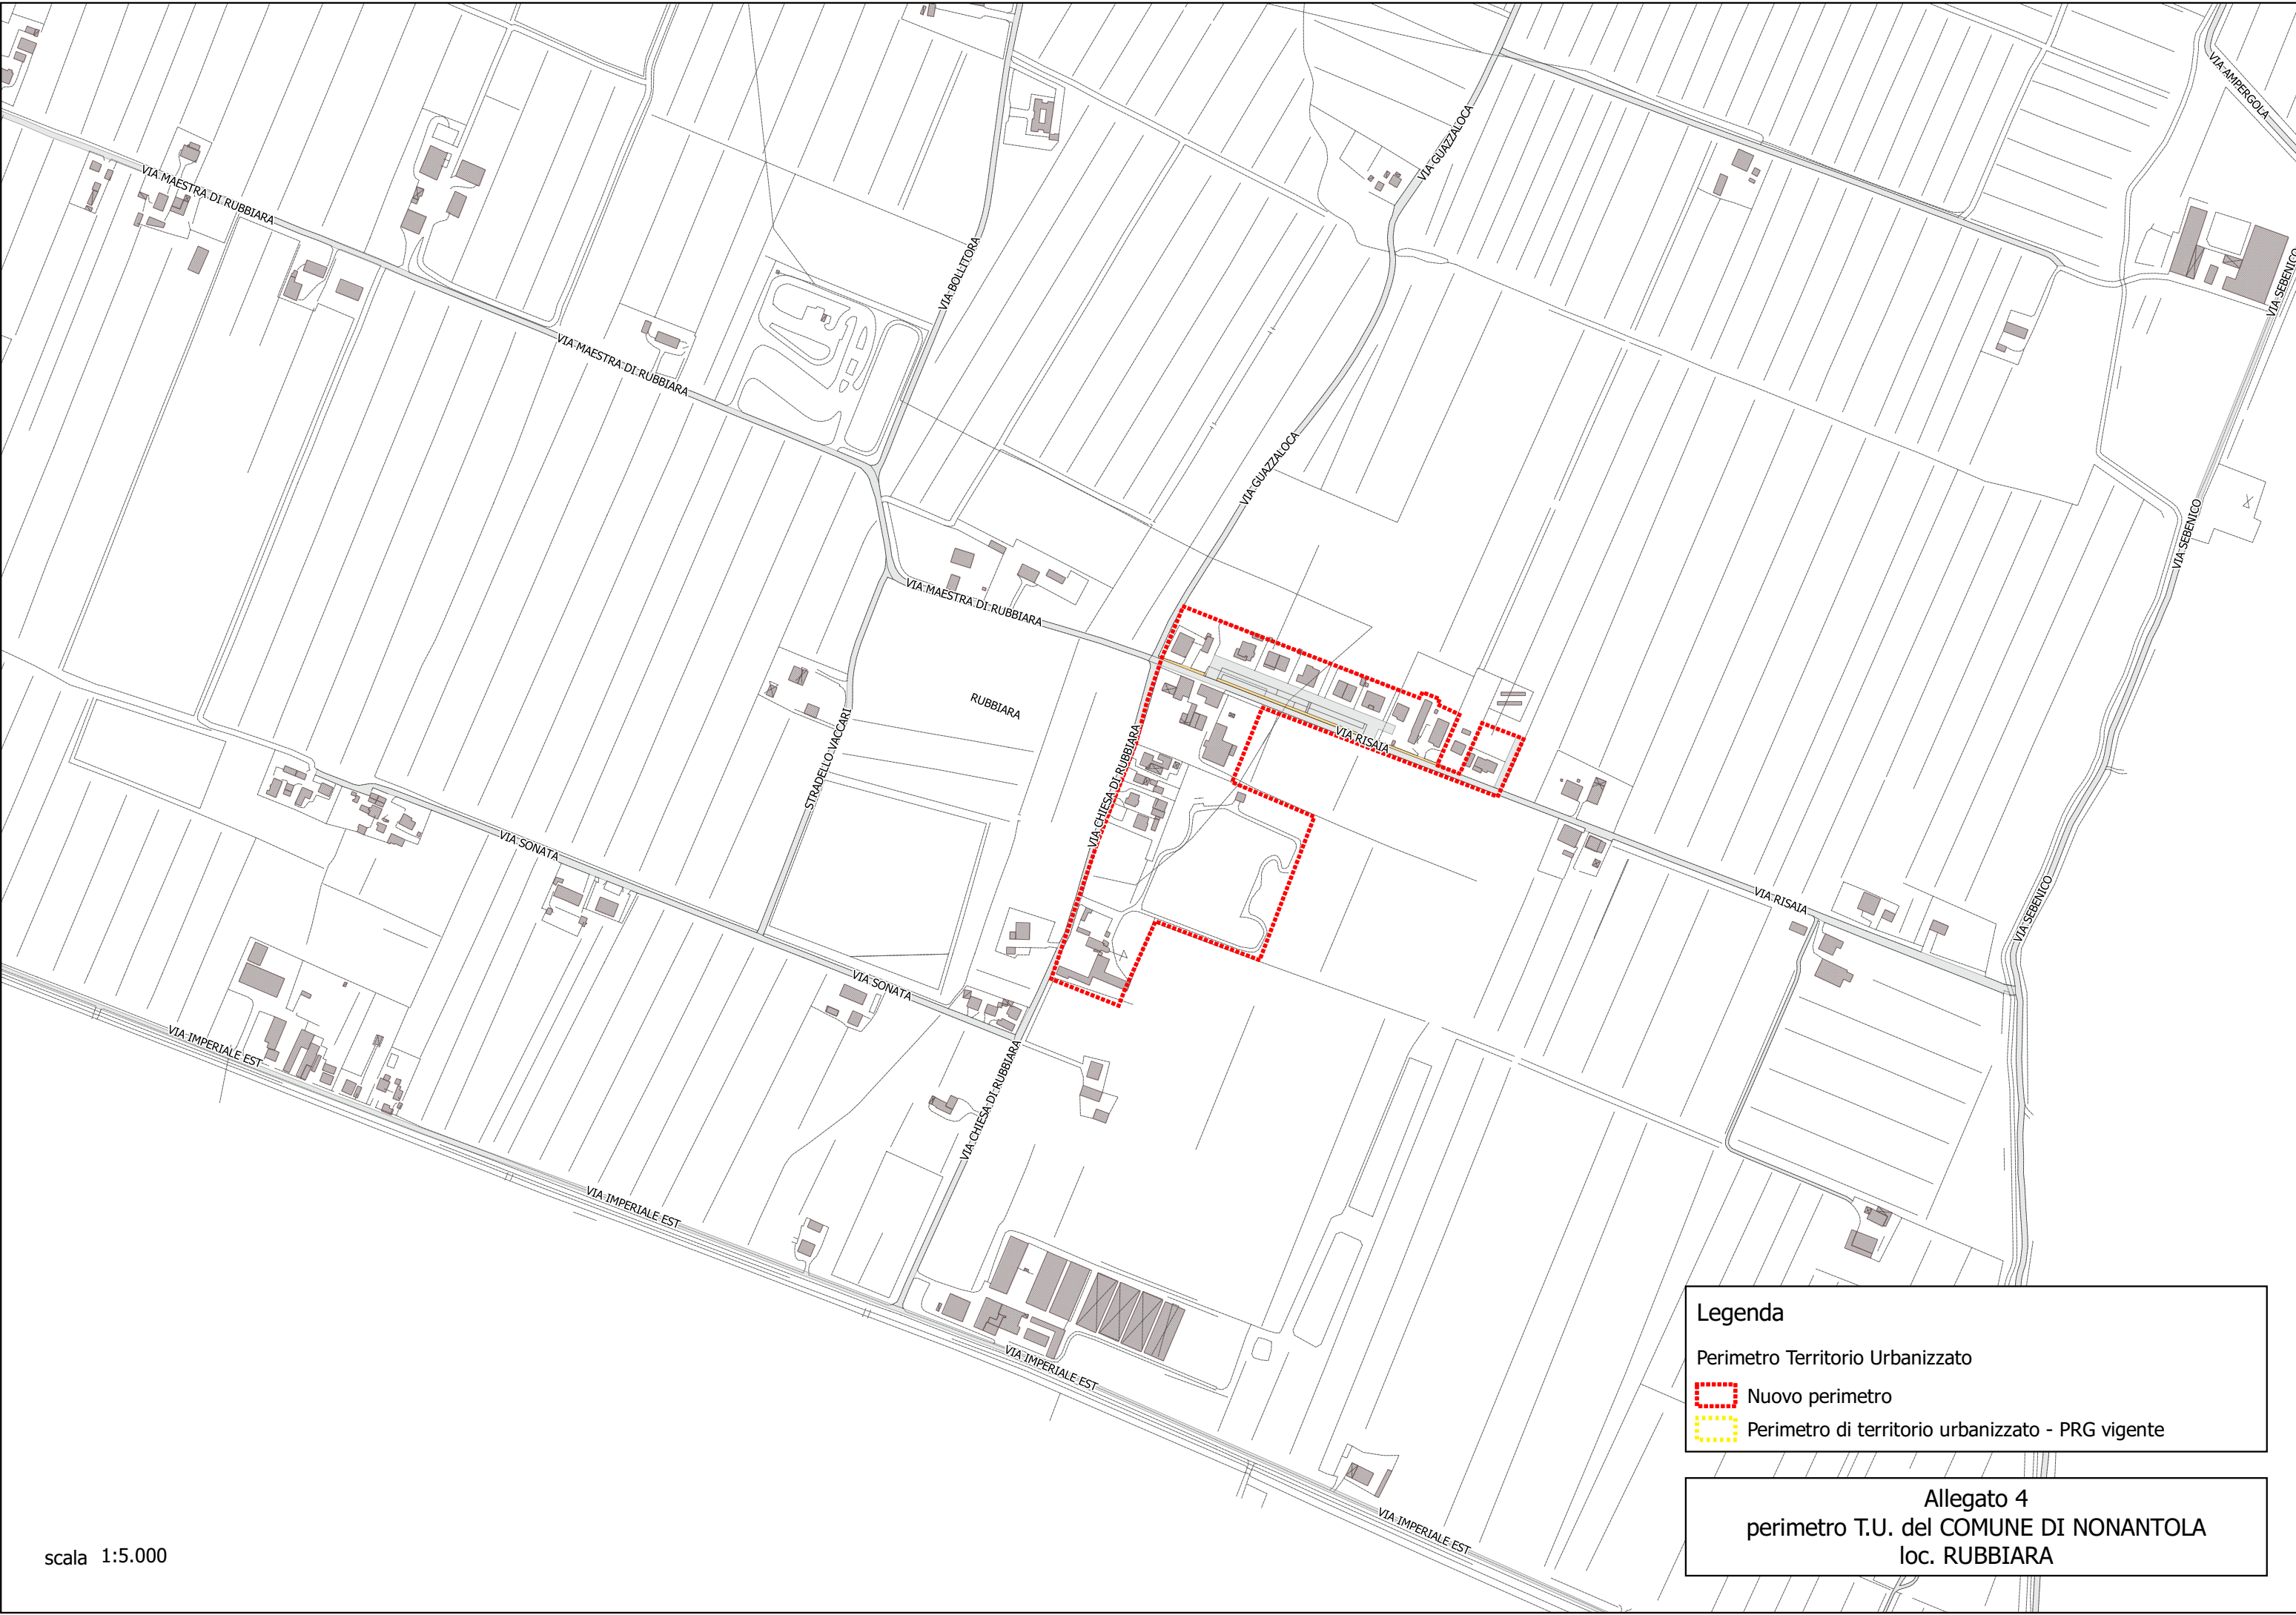 VIA AMPERGOLA
VIA GUAZZALOCA
VIA MAESTRA DI RUBBIARA
VIA BOLLITORA
VIA SEBENICO
VIA MAESTRA DI RUBBIARA
VIA GUAZZALOCA
VIA SEBENICO
VIA MAESTRA DI RUBBIARA
RUBBIARA
VIA RISAIA
STRADELLO VACCARI
VIA CHIESA DI RUBBIARA
VIA SONATA
VIA RISAIA
VIA SEBENICO
VIA SONATA
VIA IMPERIALE EST
VIA CHIESA DI RUBBIARA
VIA IMPERIALE EST
VIA IMPERIALE EST
VIA IMPERIALE EST
Legenda
Perimetro Territorio Urbanizzato
Nuovo perimetro
Perimetro di territorio urbanizzato - PRG vigente
Allegato 4
perimetro T.U. del COMUNE DI NONANTOLA
loc. RUBBIARA
scala 1:5.000